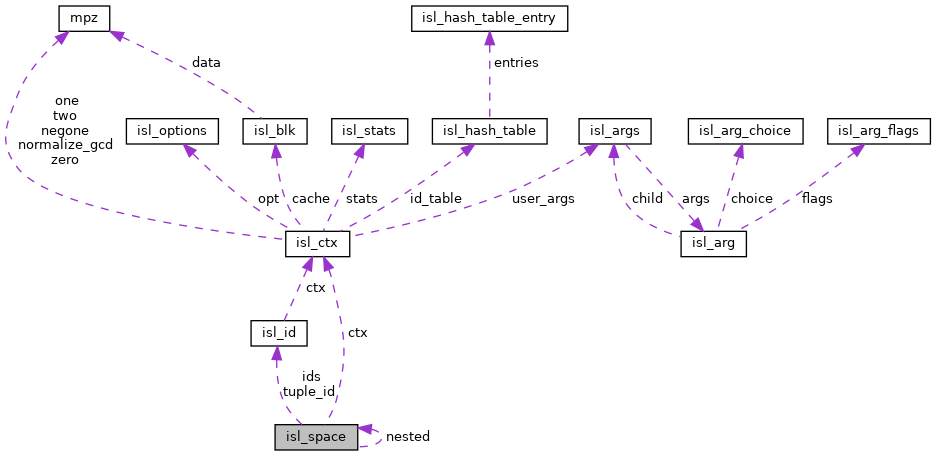 mpz
isl_hash_table_entry
data
entries
one
two
negone
normalize_gcd
zero
isl_options
isl_blk
isl_stats
isl_hash_table
isl_args
isl_arg_choice
isl_arg_flags
opt
cache
stats
id_table
user_args
child
args
choice
flags
isl_ctx
isl_arg
ctx
isl_id
ctx
ids
tuple_id
isl_space
nested